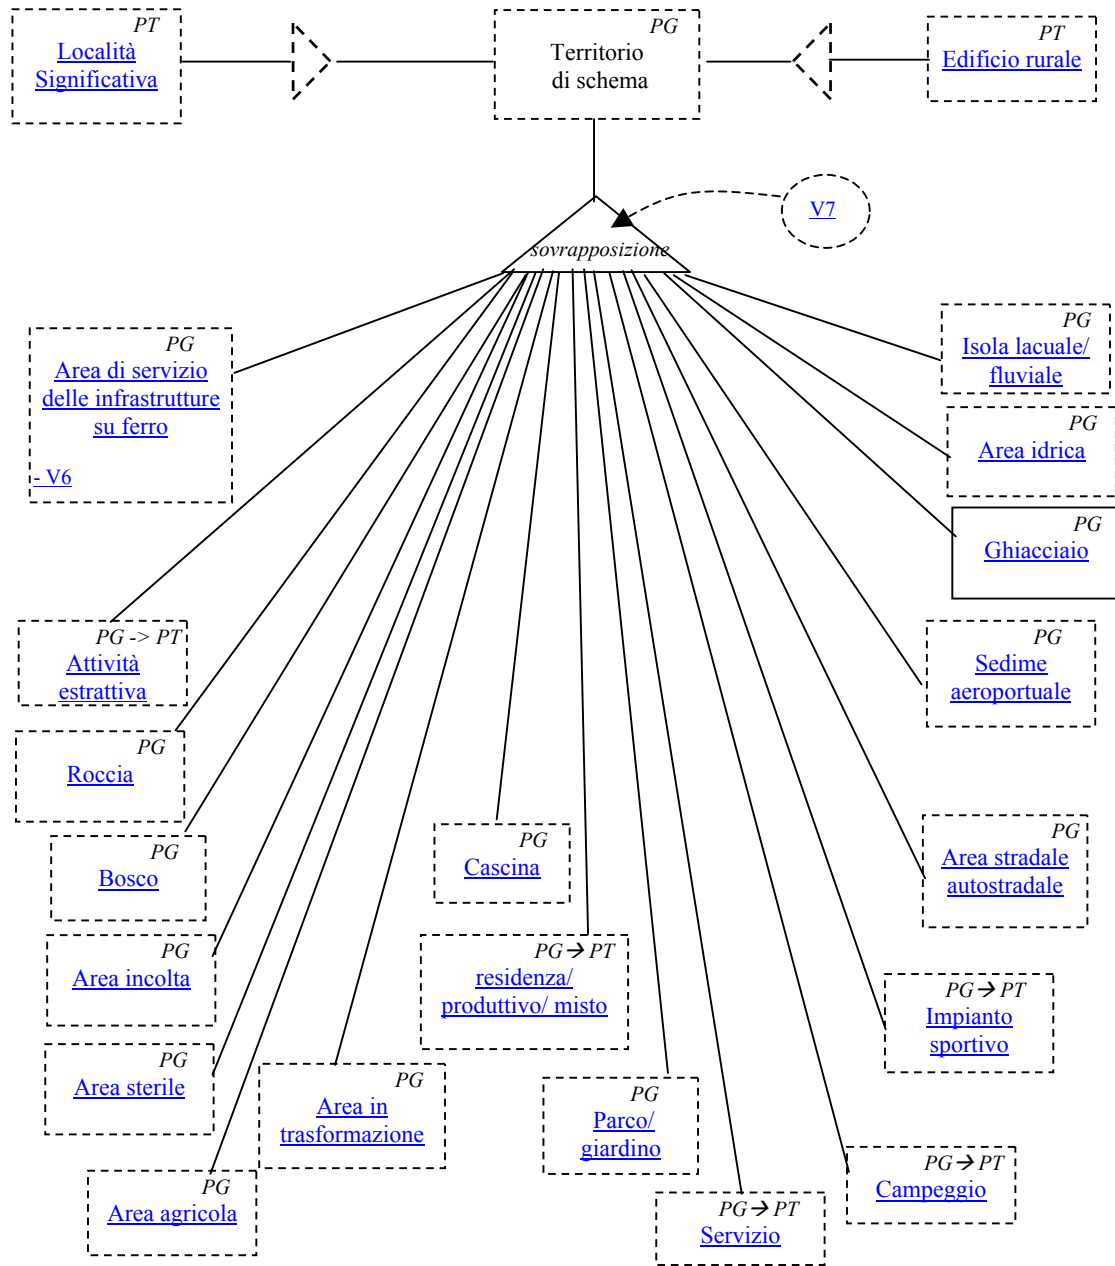 PT
Località
Significativa
PG
Territorio
di schema
PT
Edificio rurale
V7
sovrapposizione
PG
Area di servizio
delle infrastrutture
su ferro
- V6
PG
Isola lacuale/
fluviale
PG
Area idrica
PG
Ghiacciaio
PG -> PT
Attività
estrattiva
PG
Sedime
aeroportuale
PG
Roccia
PG
Bosco
PG
Cascina
PG
Area stradale
autostradale
PG
Area incolta
PG→ PT
residenza/
produttivo/ misto
PG→ PT
Impianto
sportivo
PG
Area sterile
PG
Area in
trasformazione
PG
Parco/
giardino
PG
Area agricola
PG→ PT
Servizio
PG→ PT
Campeggio